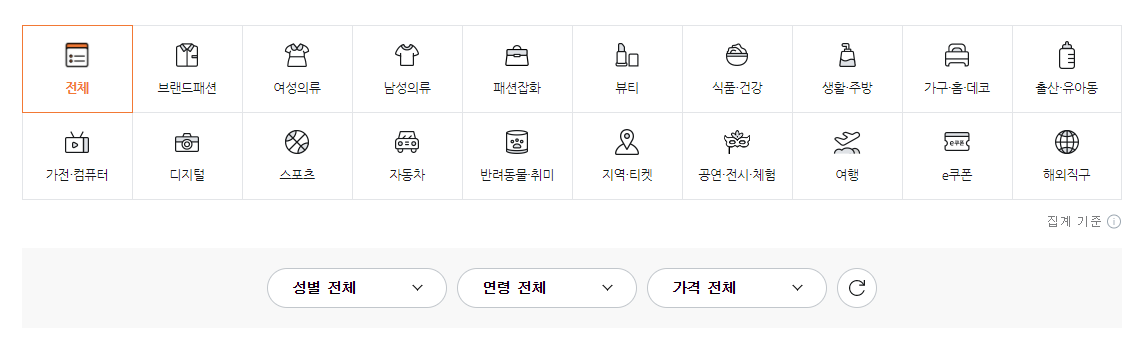 전체 브랜드패션 여성의류 남성의류 패션잡화 뷰티 식품·건강 생활·주방 가구·홈·데코 출산·유아동
e쿠폰
가전·컴퓨터 디지털 스포츠 자동차 반려동물·취미 지역·티켓 공연·전시·체험 여행 e쿠폰 해외직구
집계 기준
성별 전체 연령 전체 가격 전체